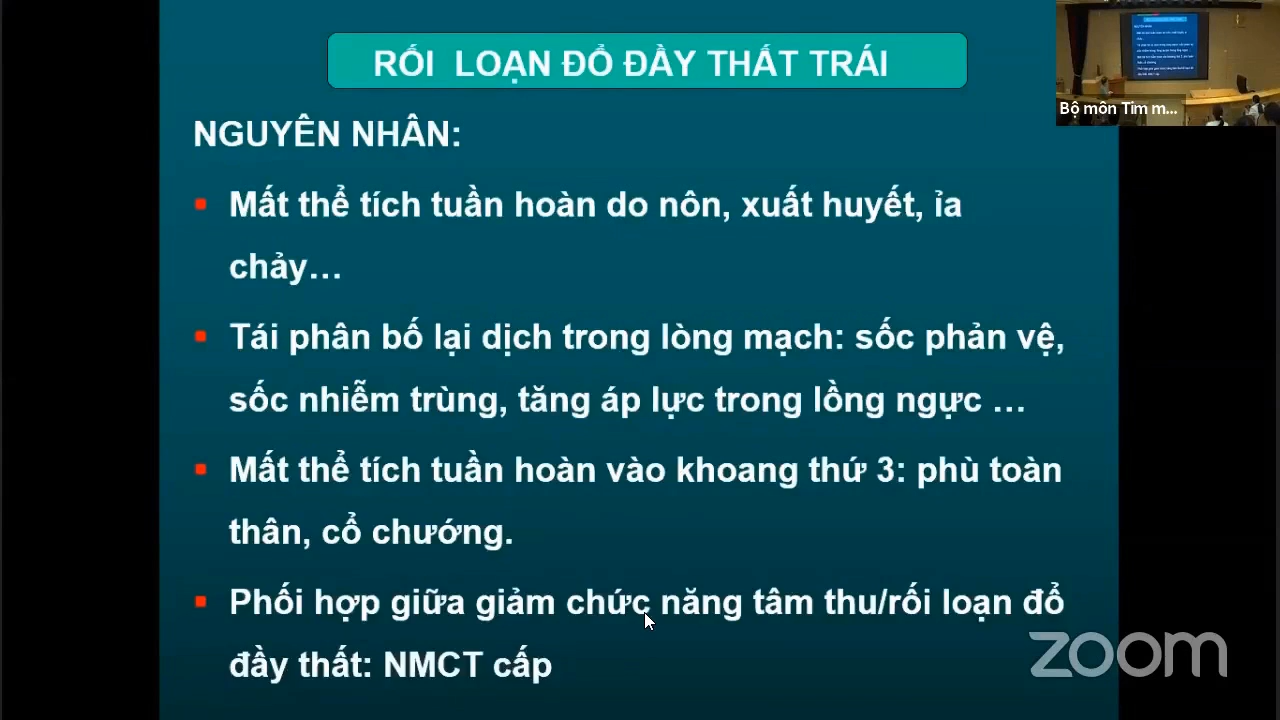 RỐI LOẠN ĐỔ ĐẦY THẤT TRÁI
Bộ môn Tim m...
NGUYÊN NHÂN:
Mất thể tích tuần hoàn do nôn, xuất huyết, ỉa
chảy...
Tái phân bố lại dịch trong lòng mạch: sốc phản vệ,
sốc nhiễm trùng, tăng áp lực trong lồng ngực ...
Mất thể tích tuần hoàn vào khoang thứ 3: phù toàn
thân, cổ chướng.
Phối hợp giữa giảm chức năng tâm thu/rối loạn đổ
đầy thất: NMCT cấp
zoom